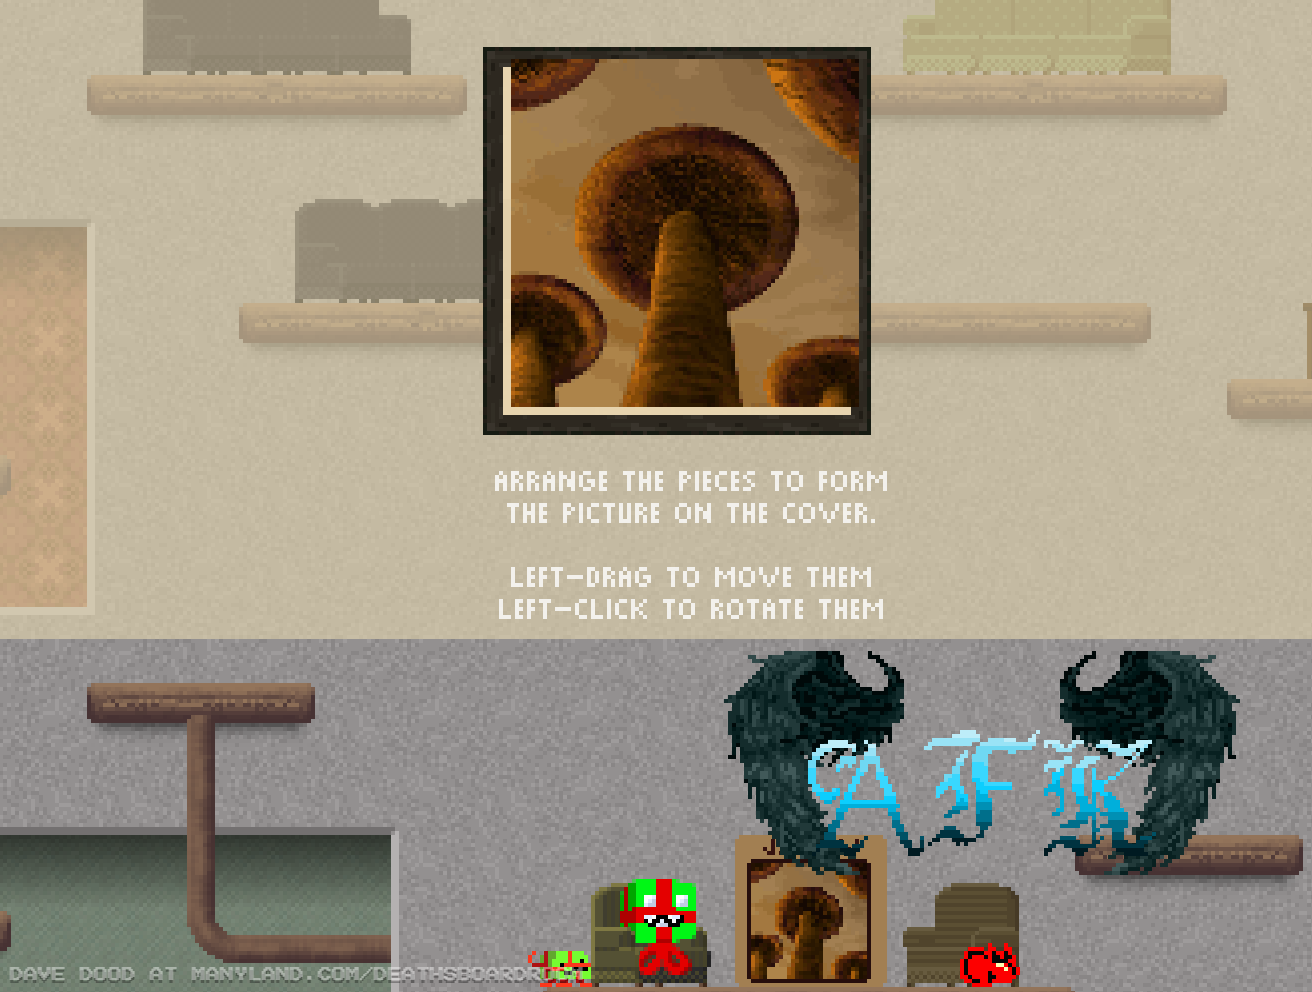 ARRANGE THE PIECES TO FORM
THE PICTURE ON THE COVER.
LEFT-DRAG TO MOVE THEM
LEFT-CLICK TO ROTATE THEM
AFK
DAVE DOOD AT MANYLAND.COM/DEATHSBOARD